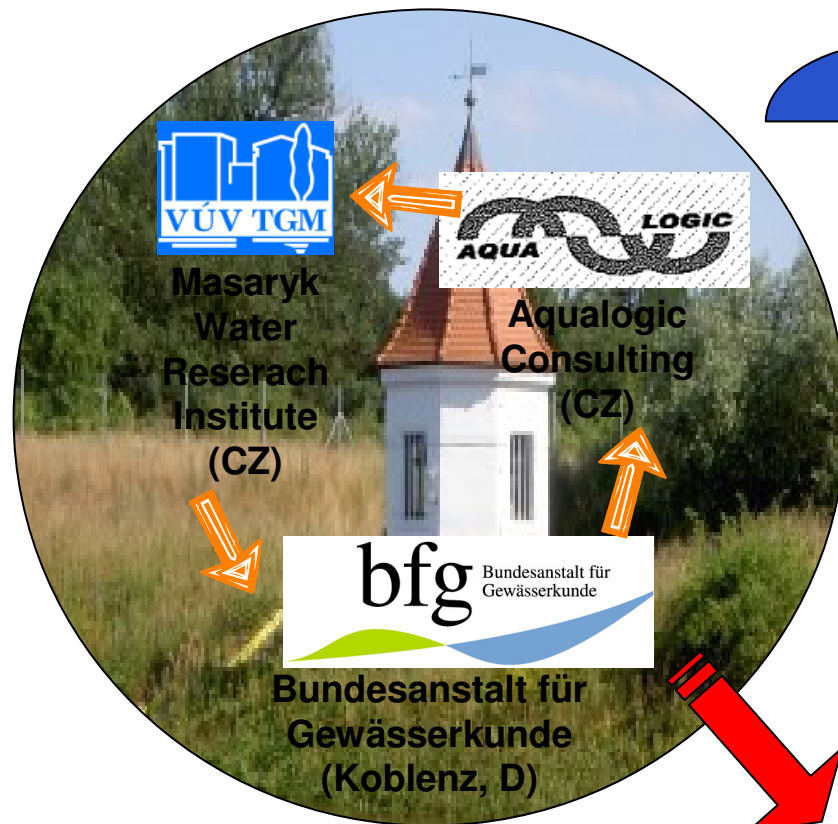 VÚV TGM
Masaryk
Water
Reserach
Institute
(CZ)
AQUA LOGIC
Aqualogic
Consulting
(CZ)
bfg Bundesanstalt für
Gewässerkunde
Bundesanstalt für
Gewässerkunde
(Koblenz, D)